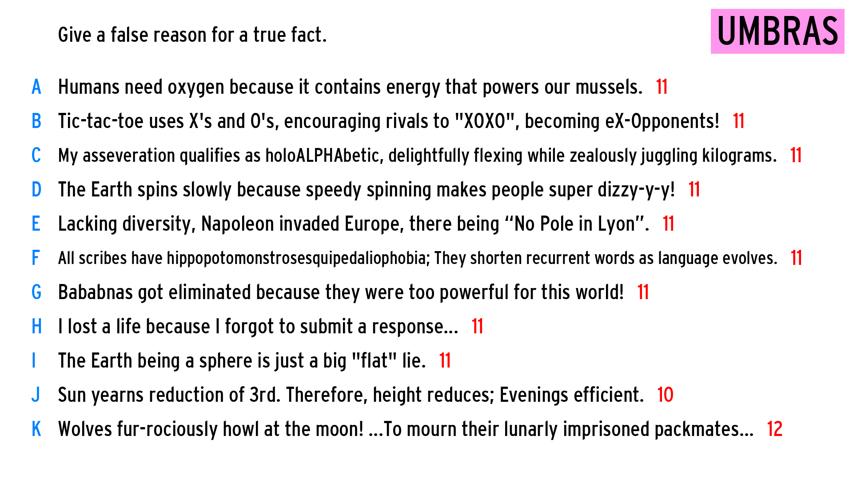 Give a false reason for a true fact.
UMBRAS
A Humans need oxygen because it contains energy that powers our mussels. 11
B Tic-tac-toe uses X's and O's, encouraging rivals to "XOXO", becoming eX-Opponents! 11
C My asseveration qualifies as holoALPHAbetic, delightfully flexing while zealously juggling kilograms. 11
D The Earth spins slowly because speedy spinning makes people super dizzy-y-y! 11
E Lacking diversity, Napoleon invaded Europe, there being “No Pole in Lyon”. 11
F All scribes have hippopotomonstrosesquipedaliophobia; They shorten recurrent words as language evolves. 11
G Bababnas got eliminated because they were too powerful for this world! 11
H I lost a life because I forgot to submit a response... 11
I The Earth being a sphere is just a big "flat" lie. 11
J Sun yearns reduction of 3rd. Therefore, height reduces; Evenings efficient. 10
K Wolves fur-rociously howl at the moon! ...To mourn their lunarly imprisoned packmates... 12